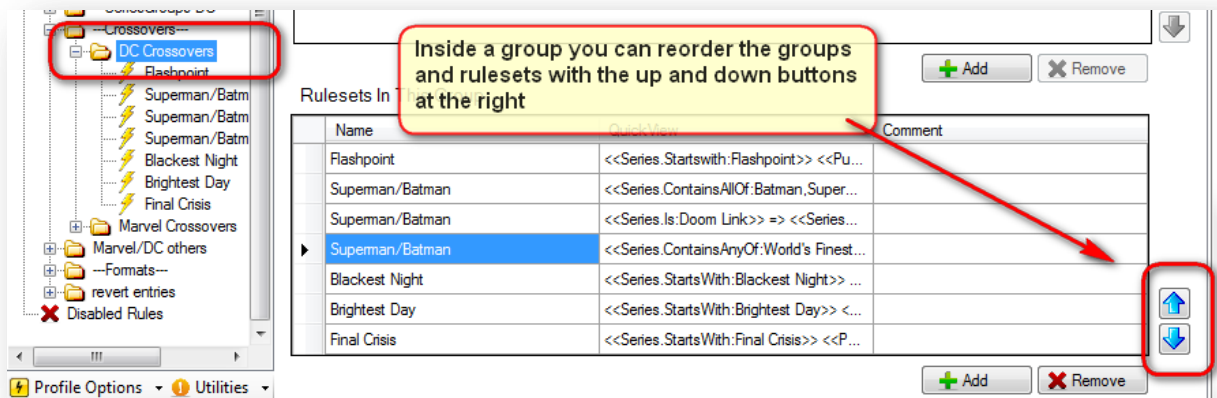 ---Crossovers---
DC Crossovers
Flashpoint
Superman/Batm
Superman/Batm
Superman/Batm
Blackest Night
Brightest Day
Final Crisis
Marvel Crossovers
Marvel/DC others
---Formats---
revert entries
Disabled Rules
Profile Options
Utilities
Inside a group you can reorder the groups
and rulesets with the up and down buttons
at the right
Add Remove
Rulesets In This Group
Name QuickView Comment
Flashpoint <<Series.Startswith:Flashpoint>> <<Pu...
Superman/Batman <<Series.ContainsAllOf:Batman,Super...
Superman/Batman <<Series.Is:Doom Link>> => <<Series...
Superman/Batman <<Series.ContainsAnyOf:World's Finest...
Blackest Night <<Series.StartsWith:Blackest Night>> ...
Brightest Day <<Series.StartsWith:Brightest Day>> <...
Final Crisis <<Series.StartsWith:Final Crisis>> <<P...
Add Remove